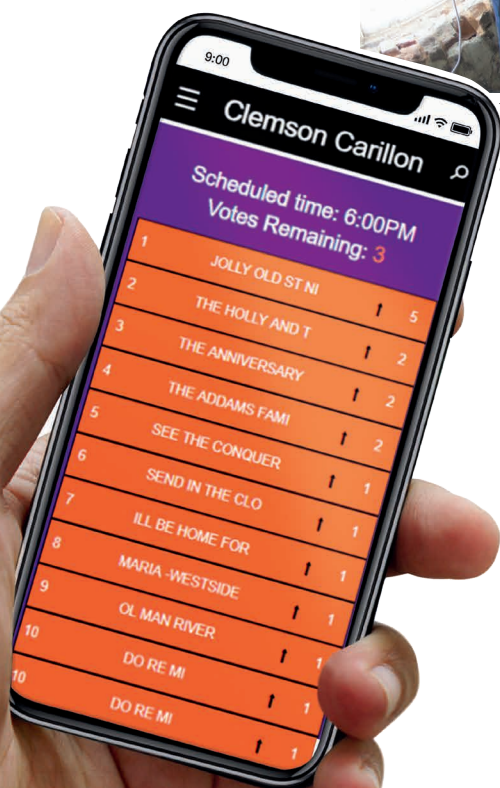 9:00
Clemson Carillon
Scheduled time: 6:00PM
Votes Remaining: 3
1 JOLLY OLD ST NI 5
2 THE HOLLY AND T 2
3 THE ANNIVERSARY 2
4 THE ADDAMS FAMI 2
5 SEE THE CONQUER 1
6 SEND IN THE CLO 1
7 ILL BE HOME FOR 1
8 MARIA -WESTSIDE 1
9 OL MAN RIVER 1
10 DO RE MI 1
10 DO RE MI 1